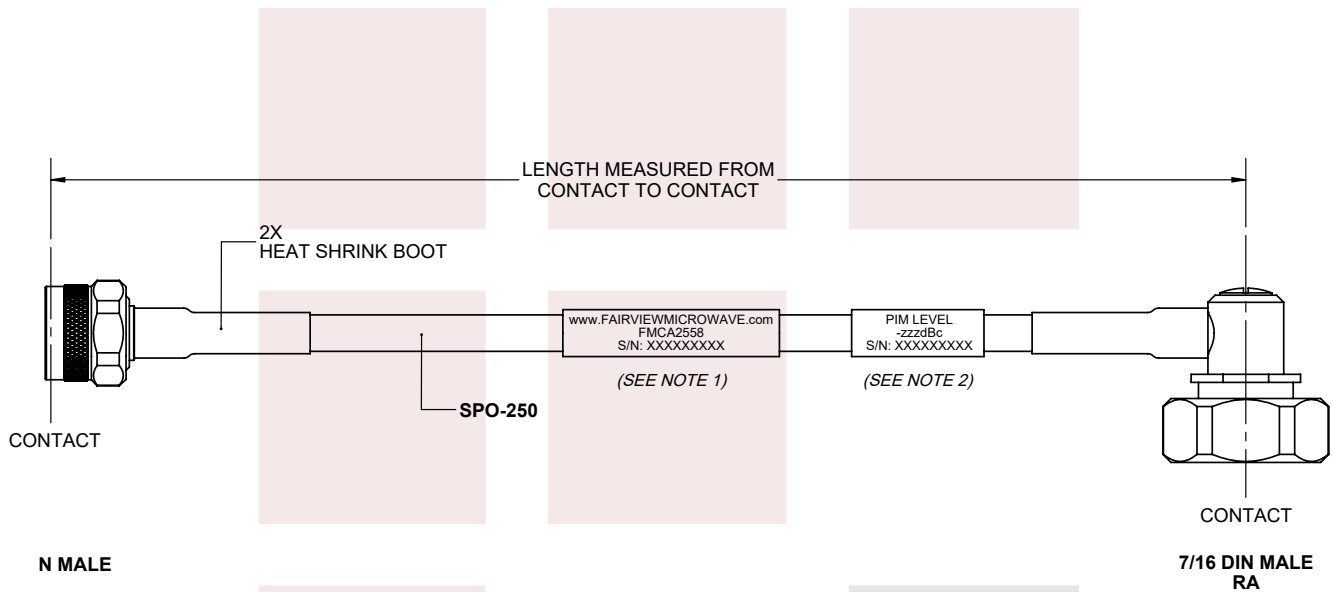 LENGTH MEASURED FROM
CONTACT TO CONTACT
2X
HEAT SHRINK BOOT
www.FAIRVIEWMICROWAVE.com
FMCA2558
S/N: XXXXXXXXX
PIM LEVEL
-zzzdBc
S/N: XXXXXXXXX
(SEE NOTE 1)
(SEE NOTE 2)
SPO-250
CONTACT
CONTACT
N MALE
7/16 DIN MALE
RA